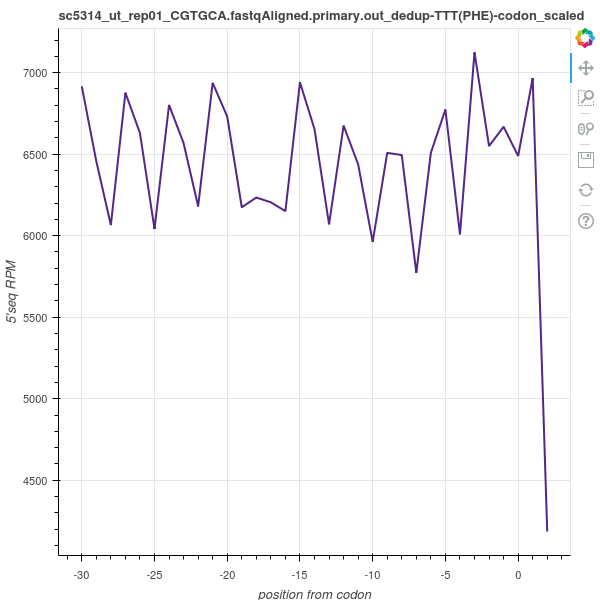 sc5314_ut_rep01_CGTGCA.fastqAligned.primary.out_dedup-TTT(PHE)-codon_scaled
7000
6500
6000
5500
5000
4500
5'seq RPM
-30 -25 -20 -15 -10 -5 0
position from codon